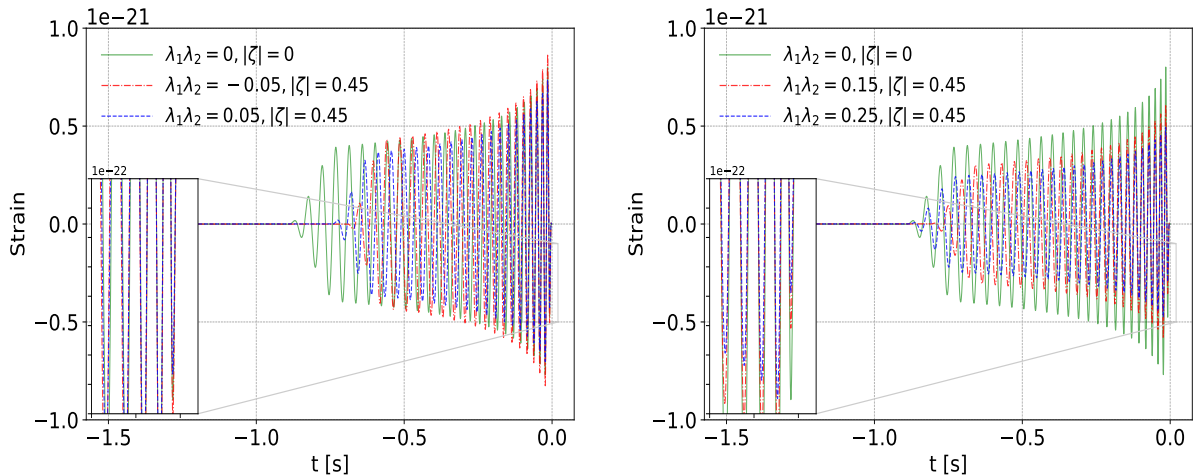 1e−21
λ₁λ₂ = 0, |ζ| = 0
λ₁λ₂ = −0.05, |ζ| = 0.45
λ₁λ₂ = 0.05, |ζ| = 0.45
1e−22
1.0
0.5
0.0
−0.5
−1.0
Strain
−1.5 −1.0 −0.5 0.0
t [s]
1e−21
λ₁λ₂ = 0, |ζ| = 0
λ₁λ₂ = 0.15, |ζ| = 0.45
λ₁λ₂ = 0.25, |ζ| = 0.45
1e−22
1.0
0.5
0.0
−0.5
−1.0
Strain
−1.5 −1.0 −0.5 0.0
t [s]